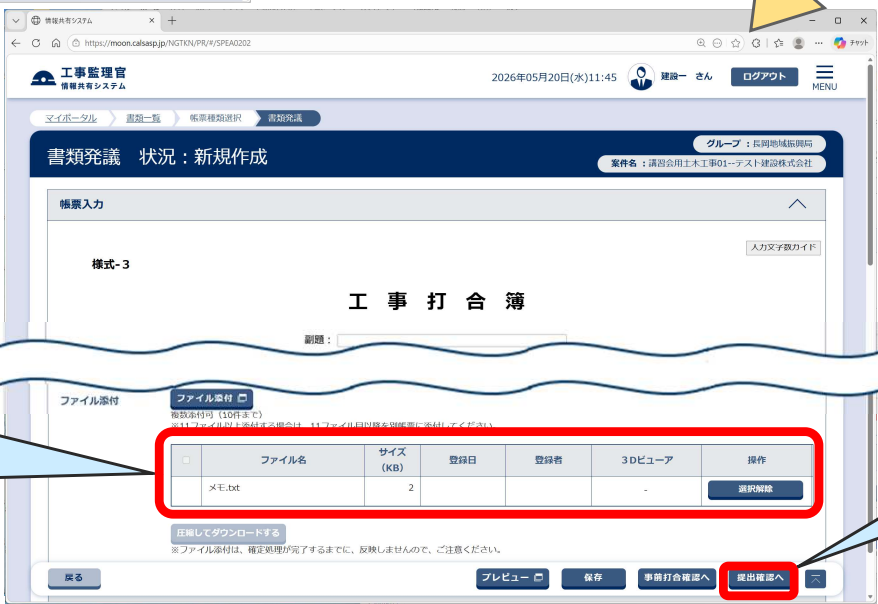 情報共有システム
https://moon.calsasp.jp/NGTKN/PR/#/SPEA0202
チャット
工事監理官
情報共有システム
2026年05月20日(水)11:45
建設一 さん
ログアウト
MENU
マイポータル
書類一覧
帳票種類選択
書類発議
書類発議 状況：新規作成
グループ ：長岡地域振興局
案件名 ：講習会用土木工事01--テスト建設株式会社
帳票入力
入力文字数ガイド
様式-３
工 事 打 合 簿
副題：
ファイル添付
ファイル添付
複数添付可（10件まで）
※11ファイル以上添付する場合は、11ファイル目以降を別帳票に添付してください。
ファイル名
サイズ
(KB)
登録日
登録者
３Dビューア
操作
メモ.txt
2
-
選択解除
圧縮してダウンロードする
※ファイル添付は、確定処理が完了するまでに、反映しませんので、ご注意ください。
戻る
プレビュー
保存
事前打合確認へ
提出確認へ